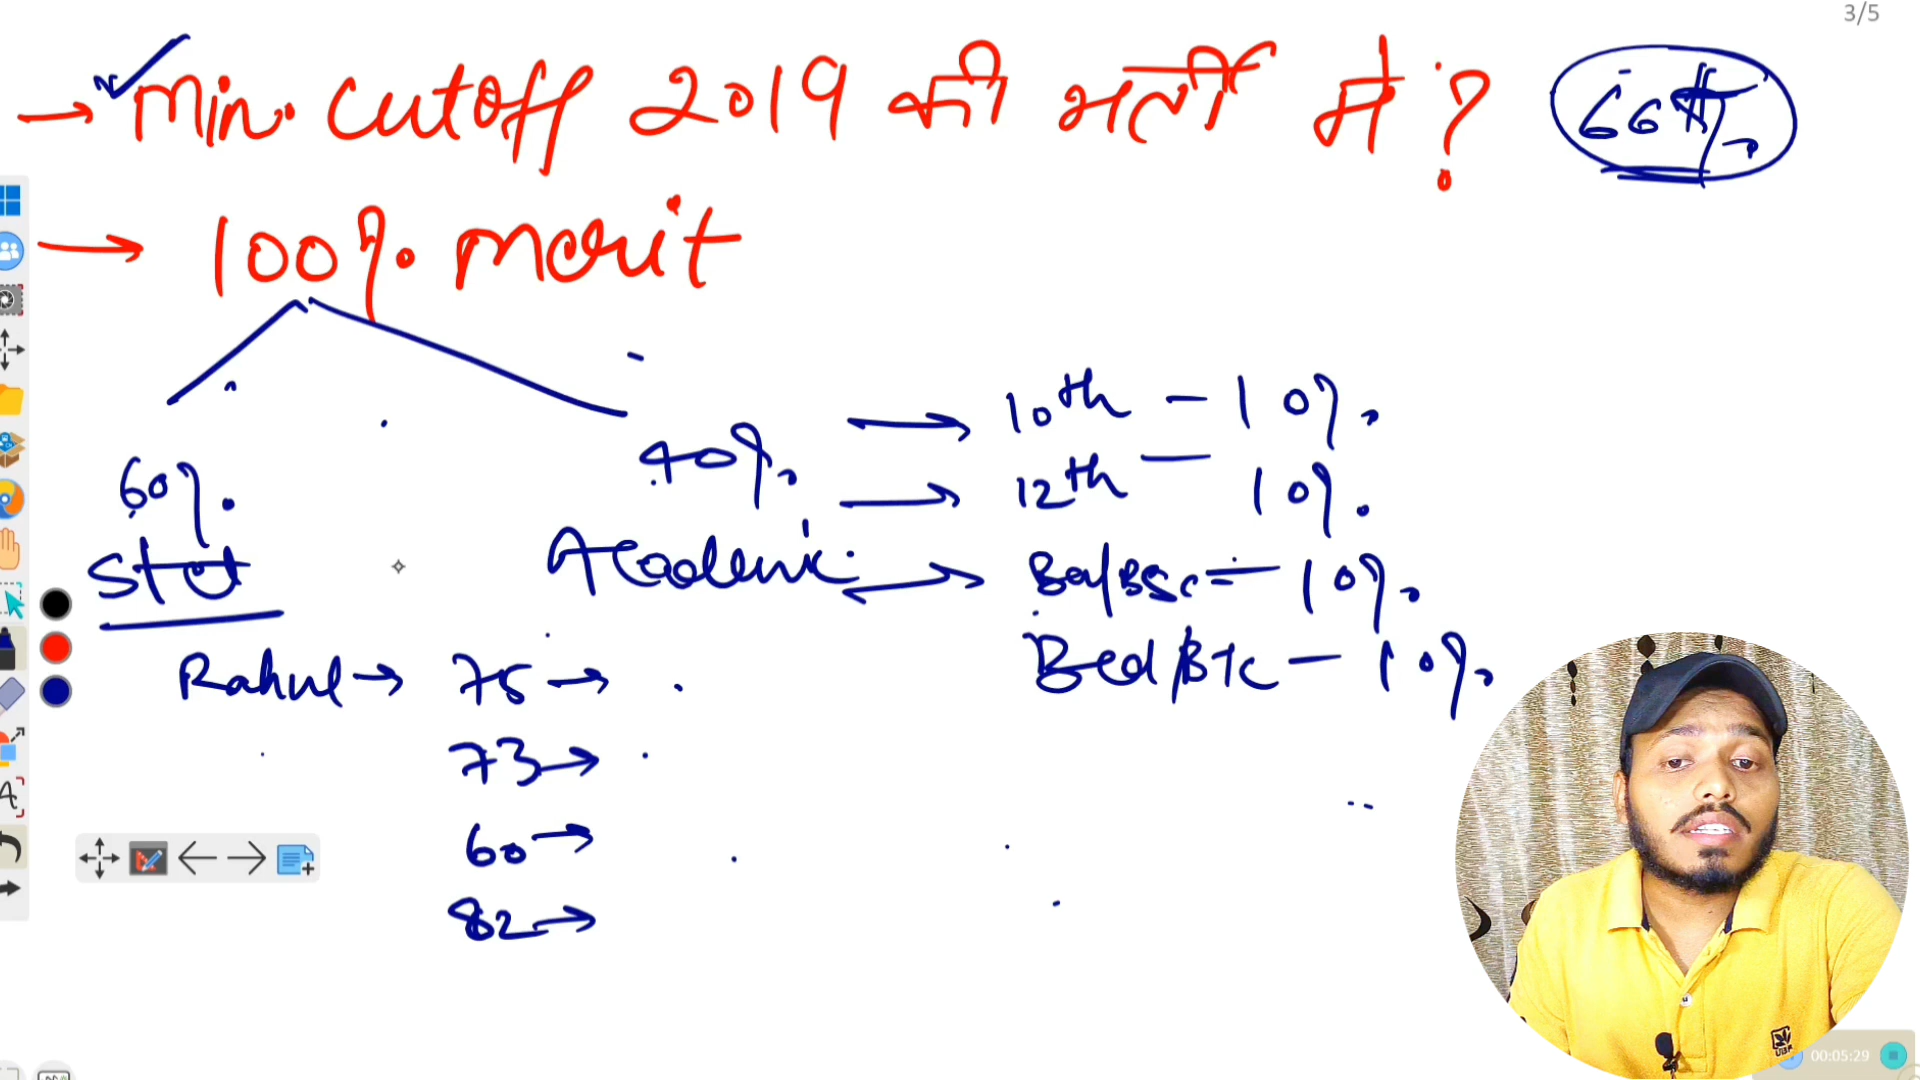 3/5
→ Min. cutoff 2019 की भर्ती में ?
→ 100% merit
60%
Stet
40%
Academic
→ 10th – 10%
→ 12th – 10%
→ Ba/BSc – 10%
Bed/BTC – 10%
Rahul → 75 →
73 →
60 →
82 →
00:05:29